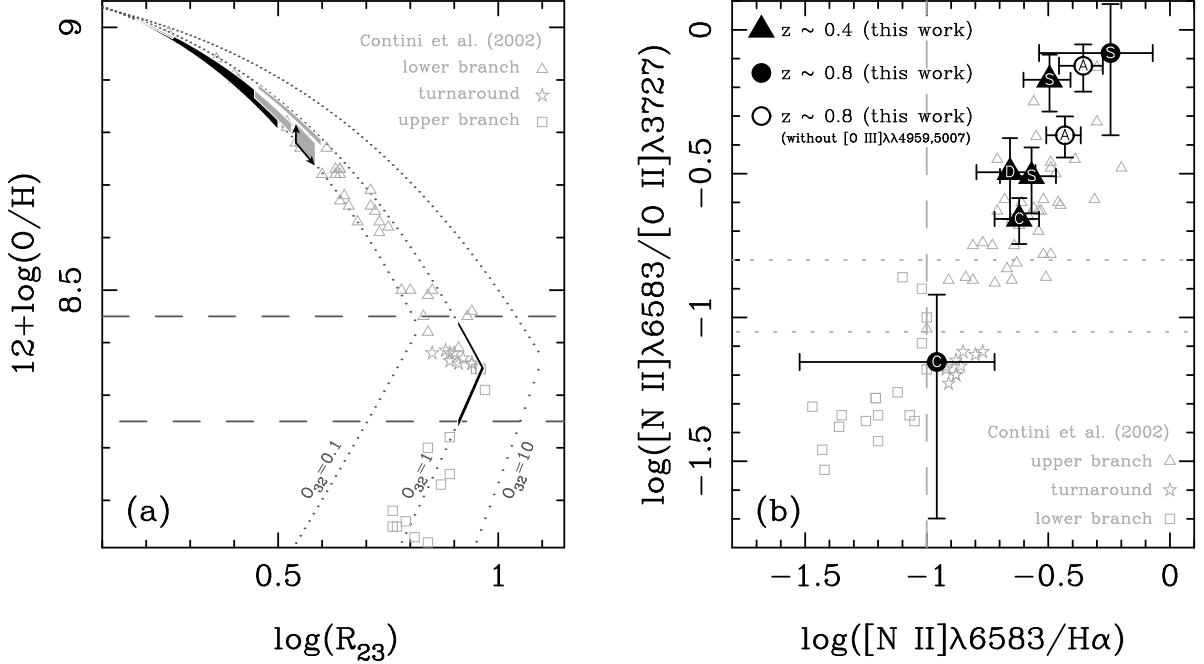 9
8.5
12+log(O/H)
Contini et al. (2002)
lower branch
turnaround
upper branch
O32=0.1
O32=1
O32=10
(a)
0.5
1
log(R23)
z ~ 0.4 (this work)
z ~ 0.8 (this work)
z ~ 0.8 (this work)
(without [O III]λλ4959,5007)
S
A
S
A
D
S
C
C
0
−0.5
−1
−1.5
log([N II]λ6583/[O II]λ3727)
Contini et al. (2002)
upper branch
turnaround
lower branch
(b)
−1.5
−1
−0.5
0
log([N II]λ6583/Hα)